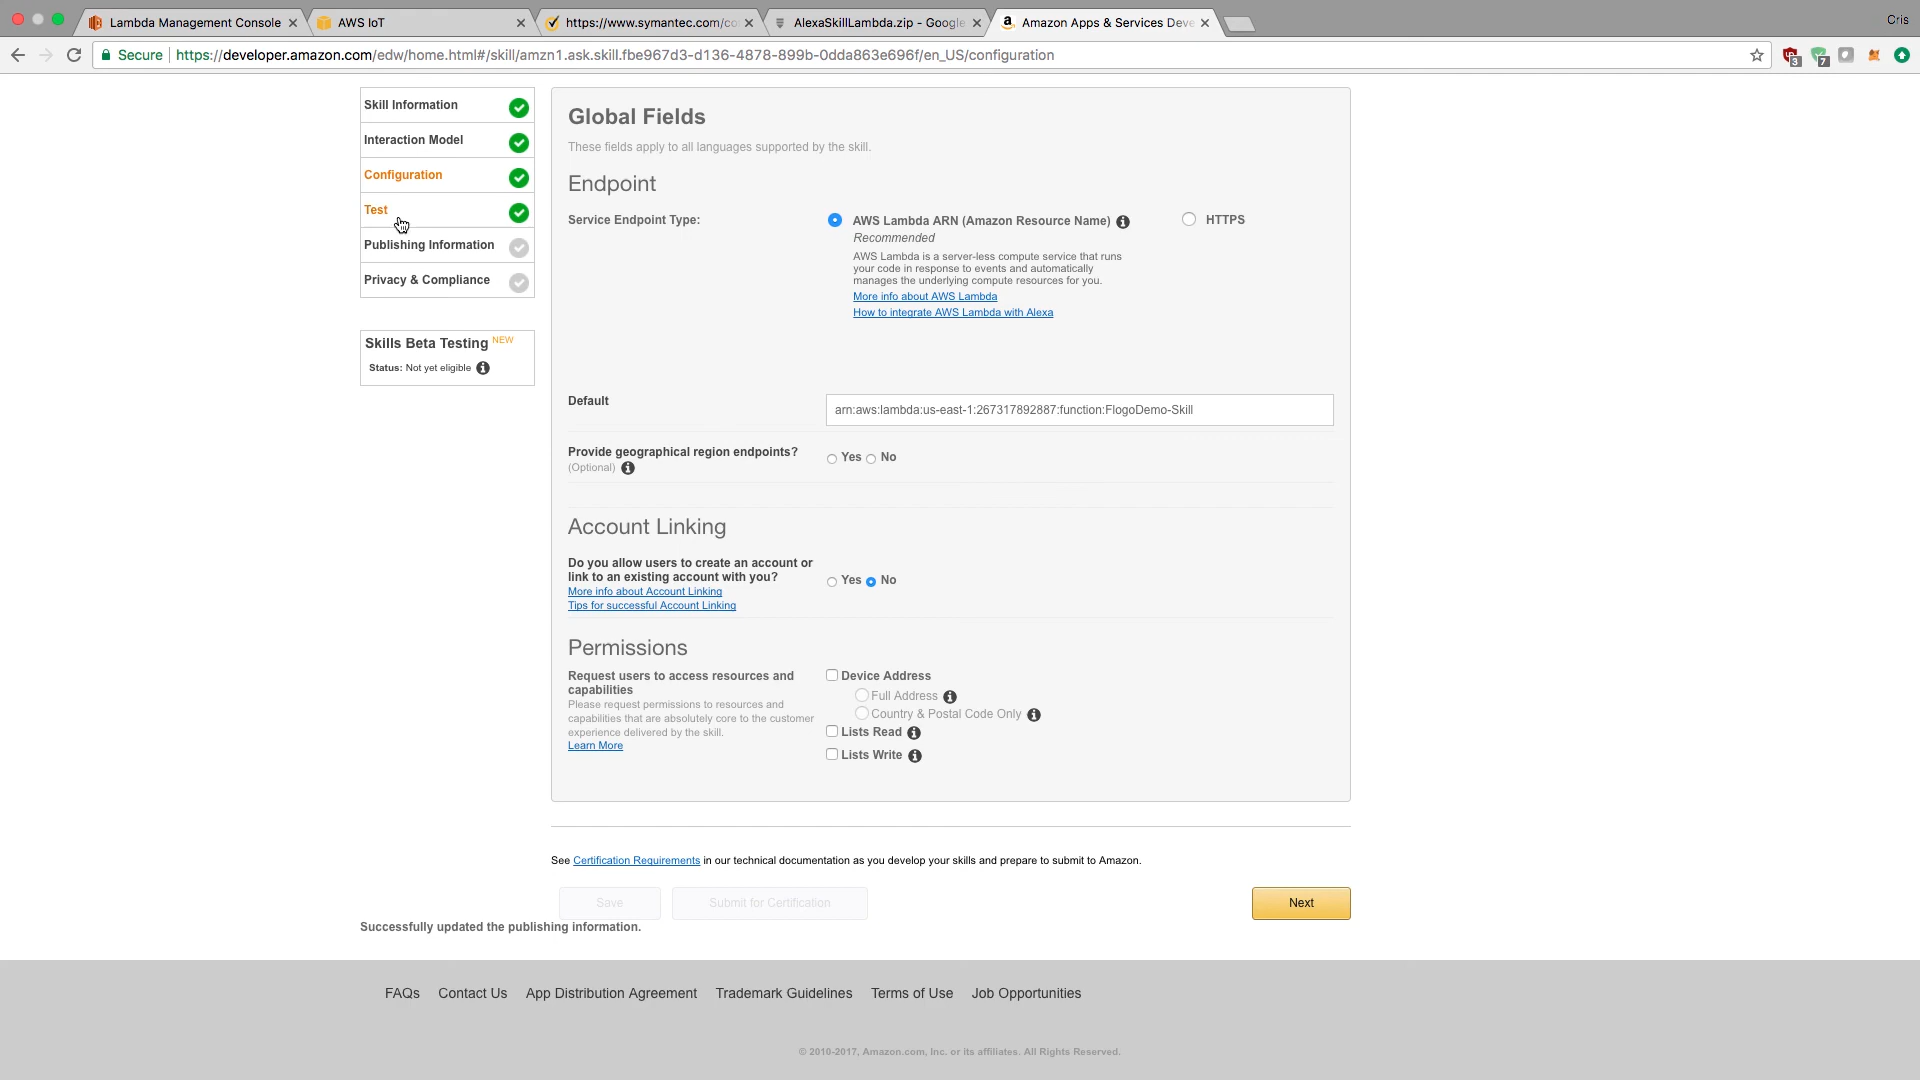 Lambda Management Console
AWS IoT
https://www.symantec.com/co
AlexaSkillLambda.zip - Google
Amazon Apps & Services Deve
Cris
Secure
https://developer.amazon.com/edw/home.html#/skill/amzn1.ask.skill.fbe967d3-d136-4878-899b-0dda863e696f/en_US/configuration
3
7
Skill Information
Interaction Model
Configuration
Test
Publishing Information
Privacy & Compliance
Skills Beta Testing NEW
Status: Not yet eligible
Global Fields
These fields apply to all languages supported by the skill.
Endpoint
Service Endpoint Type:
AWS Lambda ARN (Amazon Resource Name)
HTTPS
Recommended
AWS Lambda is a server-less compute service that runs
your code in response to events and automatically
manages the underlying compute resources for you.
More info about AWS Lambda
How to integrate AWS Lambda with Alexa
Default
arn:aws:lambda:us-east-1:267317892887:function:FlogoDemo-Skill
Provide geographical region endpoints?
(Optional)
Yes No
Account Linking
Do you allow users to create an account or
link to an existing account with you?
Yes No
More info about Account Linking
Tips for successful Account Linking
Permissions
Request users to access resources and
capabilities
Please request permissions to resources and
capabilities that are absolutely core to the customer
experience delivered by the skill.
Learn More
Device Address
Full Address
Country & Postal Code Only
Lists Read
Lists Write
See Certification Requirements in our technical documentation as you develop your skills and prepare to submit to Amazon.
Save
Submit for Certification
Next
Successfully updated the publishing information.
FAQs
Contact Us
App Distribution Agreement
Trademark Guidelines
Terms of Use
Job Opportunities
© 2010-2017, Amazon.com, Inc. or its affiliates. All Rights Reserved.